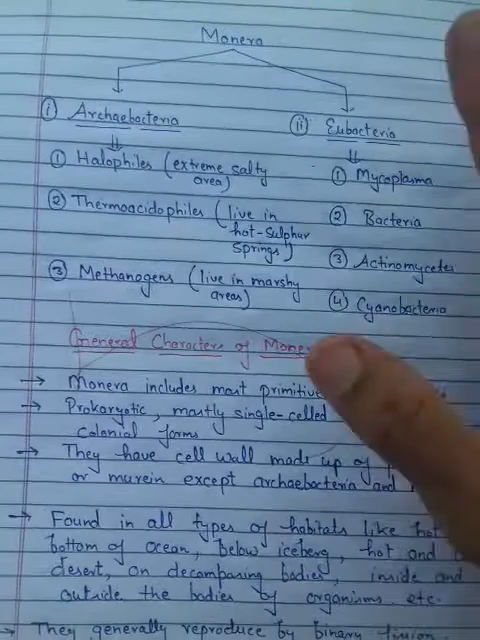 Monera
(i) Archaebacteria
(ii) Eubacteria
① Halophiles (extreme salty
area)
① Mycoplasma
② Thermoacidophiles (live in
hot-sulphur
springs)
② Bacteria
③ Actinomycetes
③ Methanogens (live in marshy
areas)
④ Cyanobacteria
General Characters of
→ Monera includes most
→ Prokaryotic, mostly single-celled
colonial forms
→ They have cell wall made up of
or murein except archaebacteria and
→ Found in all types of habitats like hot
bottom of ocean, below iceberg, hot and
desert, on decomposing bodies, inside and
outside the bodies of organisms etc.
→ They generally reproduce by binary fission